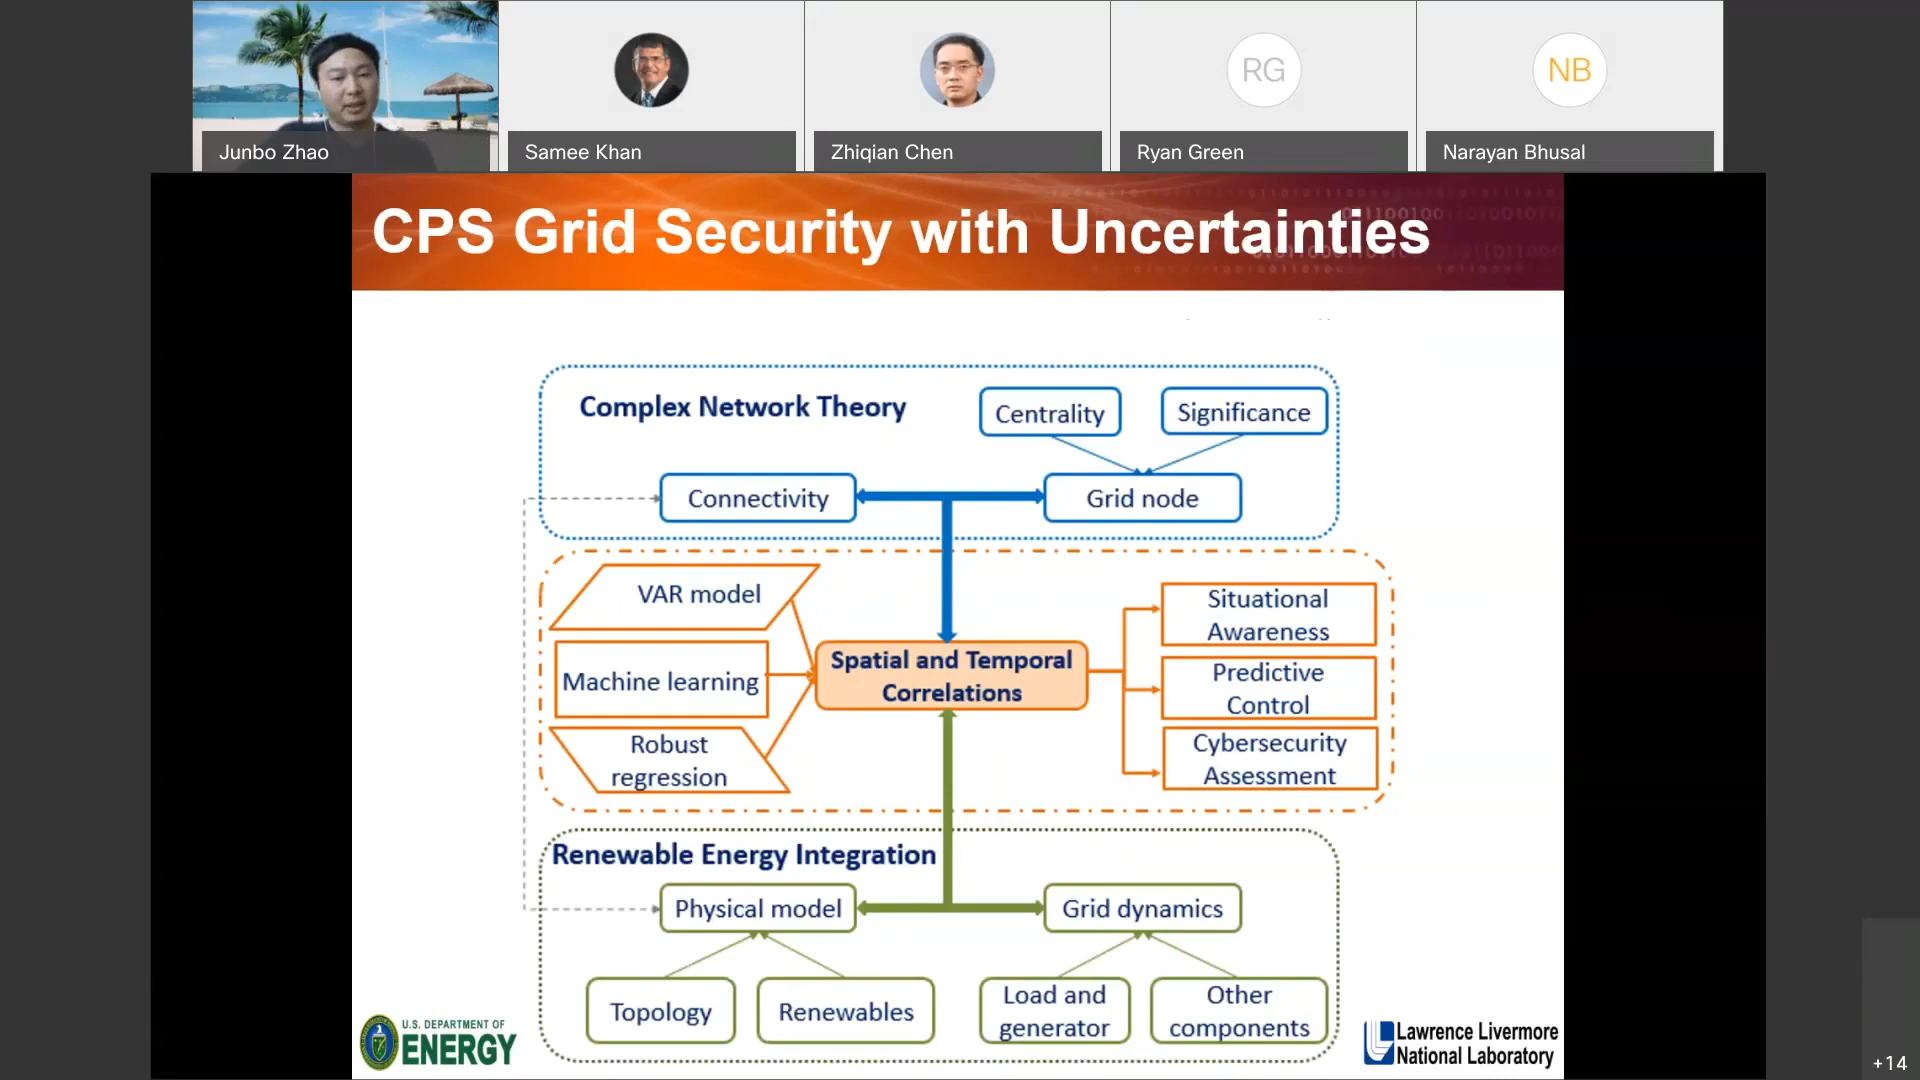 Junbo Zhao
Samee Khan
Zhiqian Chen
RG
Ryan Green
NB
Narayan Bhusal
CPS Grid Security with Uncertainties
Complex Network Theory
Centrality
Significance
Connectivity
Grid node
VAR model
Machine learning
Robust
regression
Spatial and Temporal
Correlations
Situational
Awareness
Predictive
Control
Cybersecurity
Assessment
Renewable Energy Integration
Physical model
Grid dynamics
Topology
Renewables
Load and
generator
Other
components
U.S. DEPARTMENT OF
ENERGY
Lawrence Livermore
National Laboratory
+14